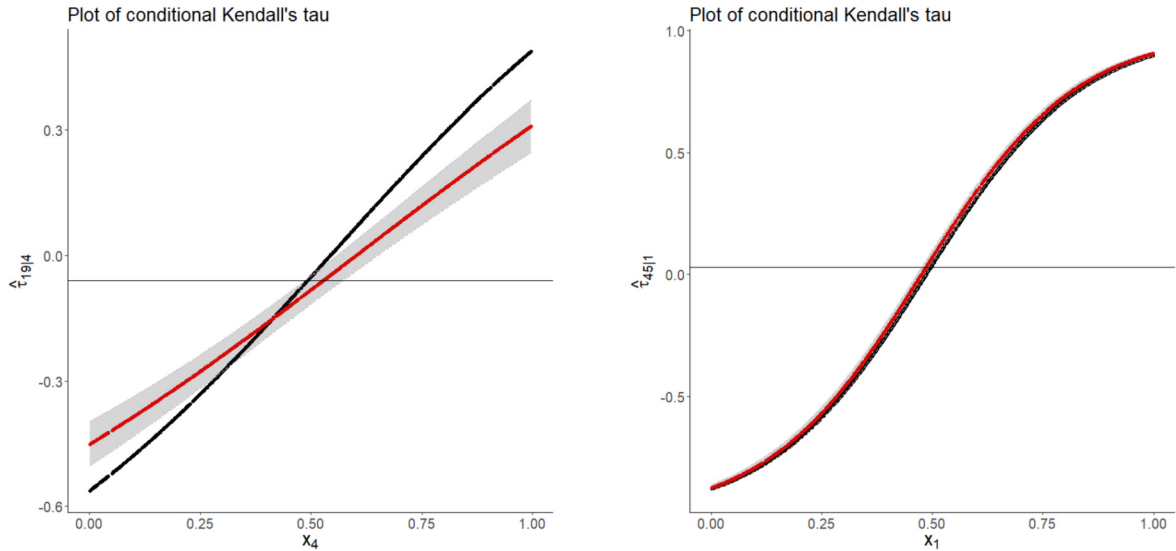 Plot of conditional Kendall's tau
0.3
0.0
-0.3
-0.6
τ̂₁₉|₄
0.00 0.25 0.50 0.75 1.00
x₄
Plot of conditional Kendall's tau
1.0
0.5
0.0
-0.5
τ̂₄₅|₁
0.00 0.25 0.50 0.75 1.00
x₁